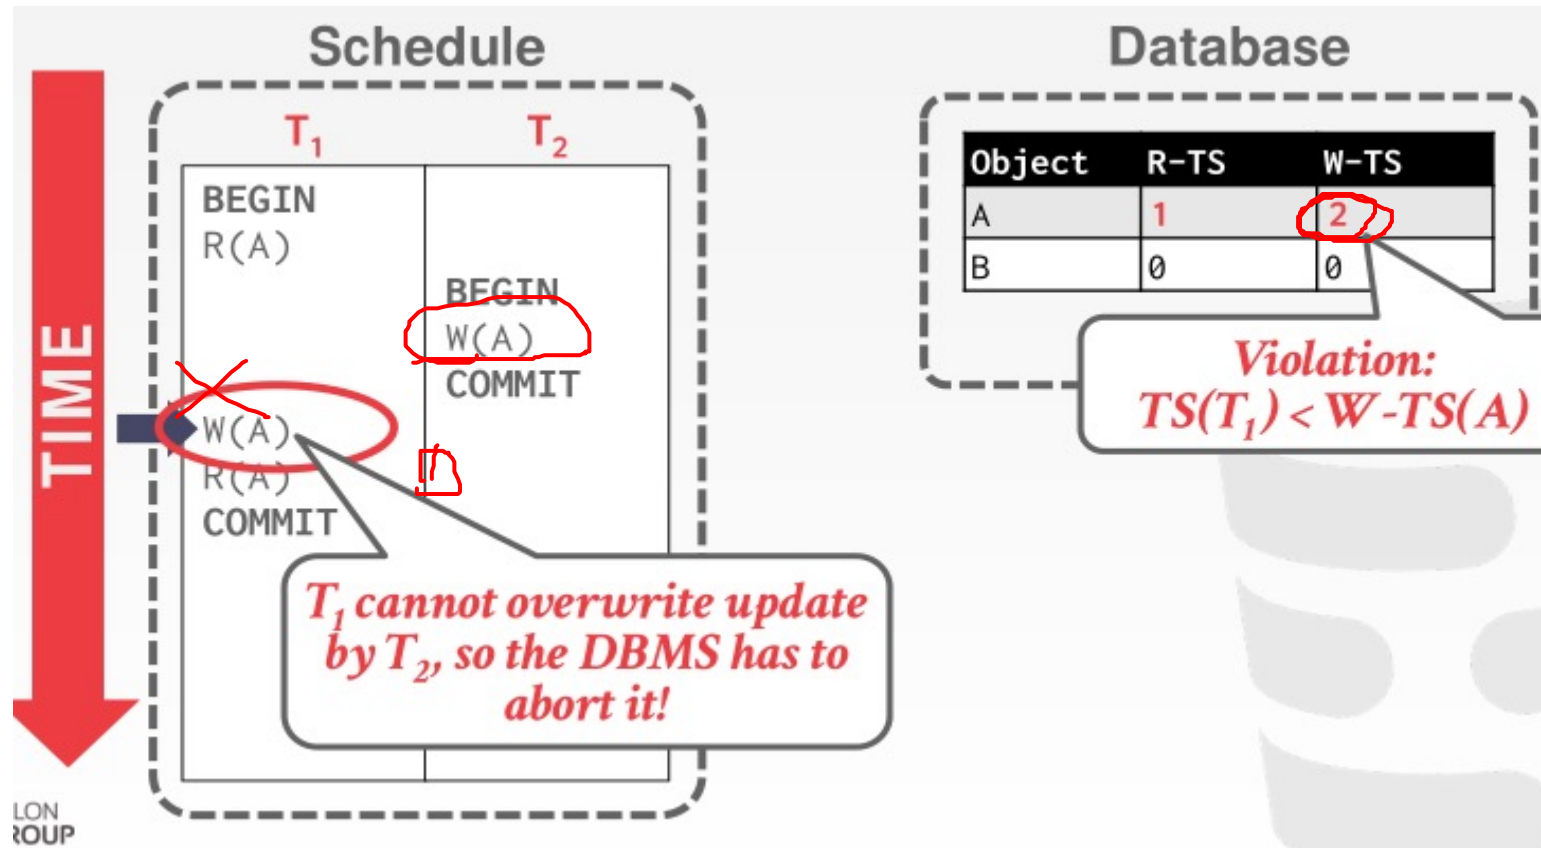 Schedule
Database
T1
T2
BEGIN
R(A)
BEGIN
W(A)
COMMIT
W(A)
R(A)
COMMIT
TIME
Object R-TS W-TS
A 1 2
B 0 0
Violation:
TS(T1) < W-TS(A)
T1 cannot overwrite update
by T2, so the DBMS has to
abort it!
LON
ROUP